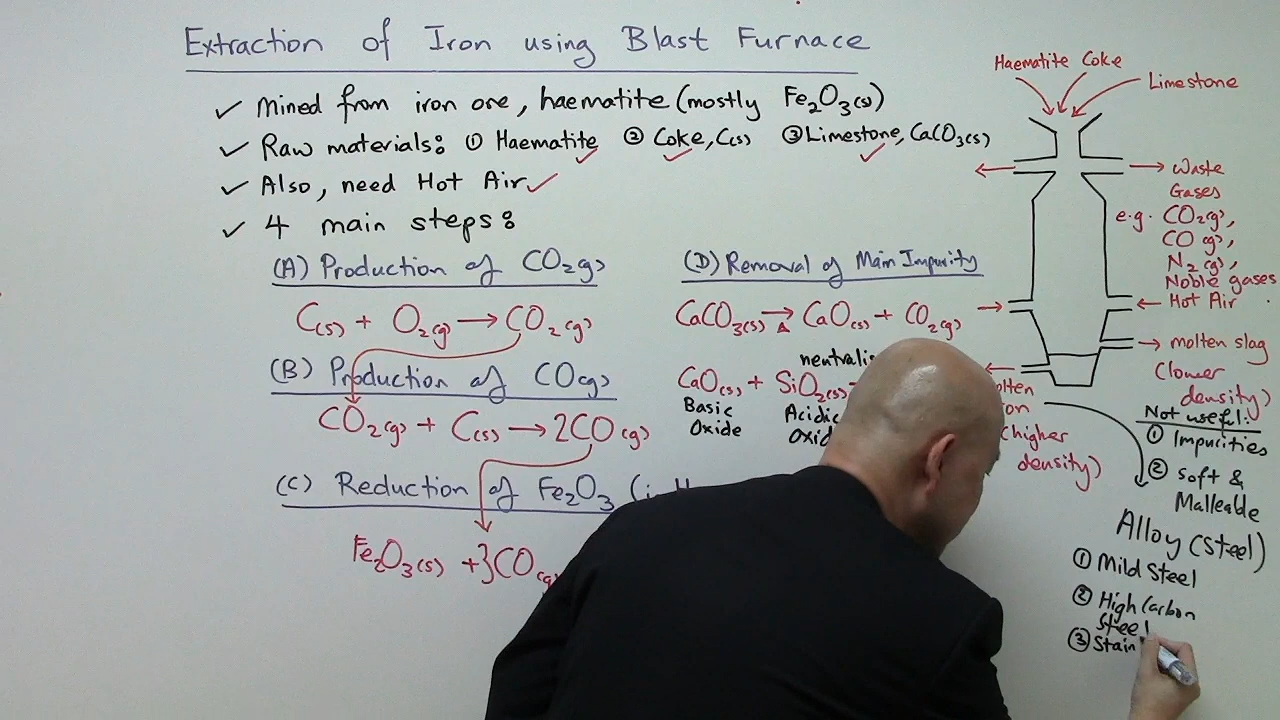 Extraction of Iron using Blast Furnace
✓ Mined from iron ore, haematite (mostly Fe₂O₃(s))
✓ Raw materials: ① Haematite ② Coke, C(s) ③ Limestone, CaCO₃(s)
✓ Also, need Hot Air
✓ 4 main steps:
(A) Production of CO₂(g)
C(s) + O₂(g) → CO₂(g)
(B) Production of CO(g)
CO₂(g) + C(s) → 2CO(g)
(C) Reduction of Fe₂O₃
Fe₂O₃(s) + 3CO(g)
(D) Removal of Main Impurity
CaCO₃(s) → CaO(s) + CO₂(g)
Δ
CaO(s) + SiO₂(s)
Basic Oxide
Acidic
Haematite Coke
Limestone
Waste
Gases
e.g. CO₂(g),
CO(g),
N₂(g),
Noble gases
Hot Air
molten slag
(lower
density)
(higher
density)
Not useful:
① Impurities
② Soft &
Malleable
Alloy (Steel)
① Mild Steel
② High Carbon
Steel
③ Stain